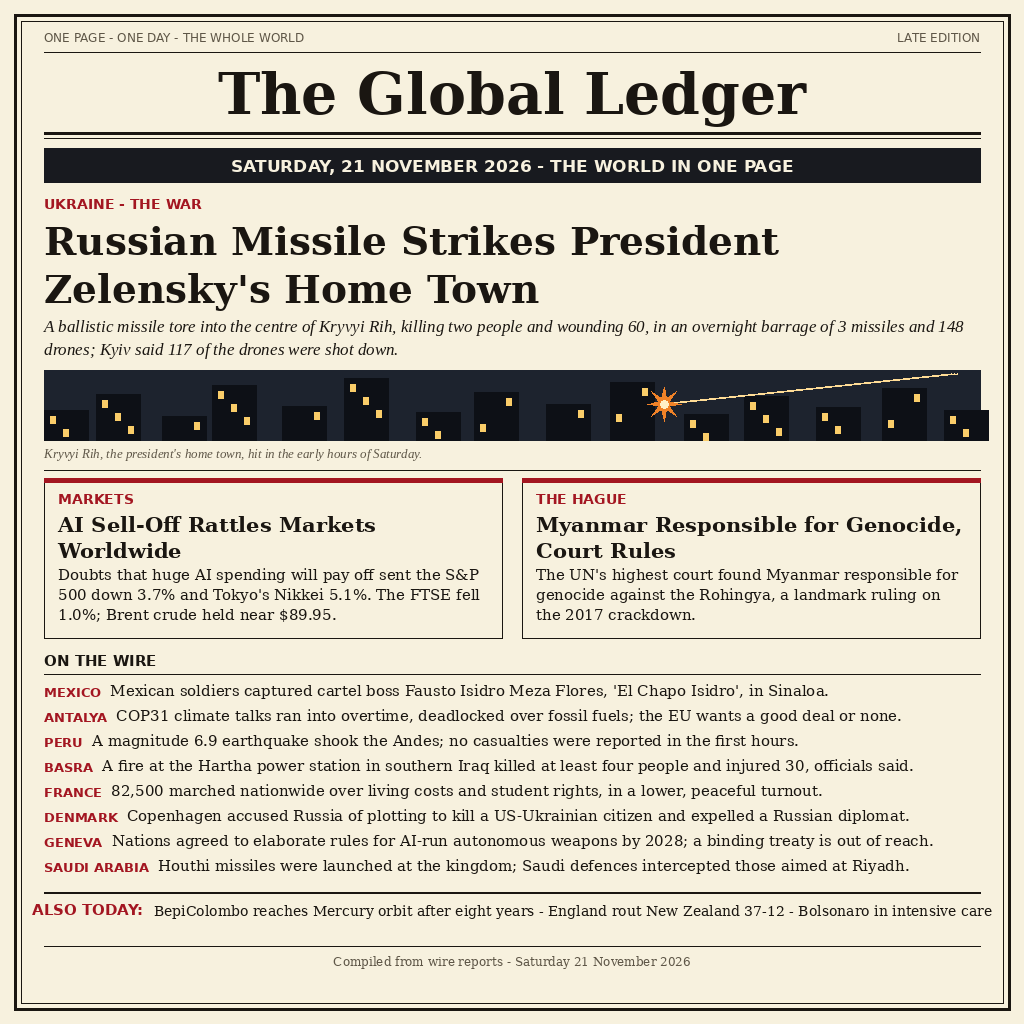 ONE PAGE - ONE DAY - THE WHOLE WORLD
LATE EDITION
The Global Ledger
SATURDAY, 21 NOVEMBER 2026 - THE WORLD IN ONE PAGE
UKRAINE - THE WAR
Russian Missile Strikes President
Zelensky's Home Town
A ballistic missile tore into the centre of Kryvyi Rih, killing two people and wounding 60, in an overnight barrage of 3 missiles and 148
drones; Kyiv said 117 of the drones were shot down.
Kryvyi Rih, the president's home town, hit in the early hours of Saturday.
MARKETS
AI Sell-Off Rattles Markets
Worldwide
Doubts that huge AI spending will pay off sent the S&P
500 down 3.7% and Tokyo's Nikkei 5.1%. The FTSE fell
1.0%; Brent crude held near $89.95.
THE HAGUE
Myanmar Responsible for Genocide,
Court Rules
The UN's highest court found Myanmar responsible for
genocide against the Rohingya, a landmark ruling on
the 2017 crackdown.
ON THE WIRE
MEXICO Mexican soldiers captured cartel boss Fausto Isidro Meza Flores, 'El Chapo Isidro', in Sinaloa.
ANTALYA COP31 climate talks ran into overtime, deadlocked over fossil fuels; the EU wants a good deal or none.
PERU A magnitude 6.9 earthquake shook the Andes; no casualties were reported in the first hours.
BASRA A fire at the Hartha power station in southern Iraq killed at least four people and injured 30, officials said.
FRANCE 82,500 marched nationwide over living costs and student rights, in a lower, peaceful turnout.
DENMARK Copenhagen accused Russia of plotting to kill a US-Ukrainian citizen and expelled a Russian diplomat.
GENEVA Nations agreed to elaborate rules for AI-run autonomous weapons by 2028; a binding treaty is out of reach.
SAUDI ARABIA Houthi missiles were launched at the kingdom; Saudi defences intercepted those aimed at Riyadh.
ALSO TODAY: BepiColombo reaches Mercury orbit after eight years - England rout New Zealand 37-12 - Bolsonaro in intensive care
Compiled from wire reports - Saturday 21 November 2026